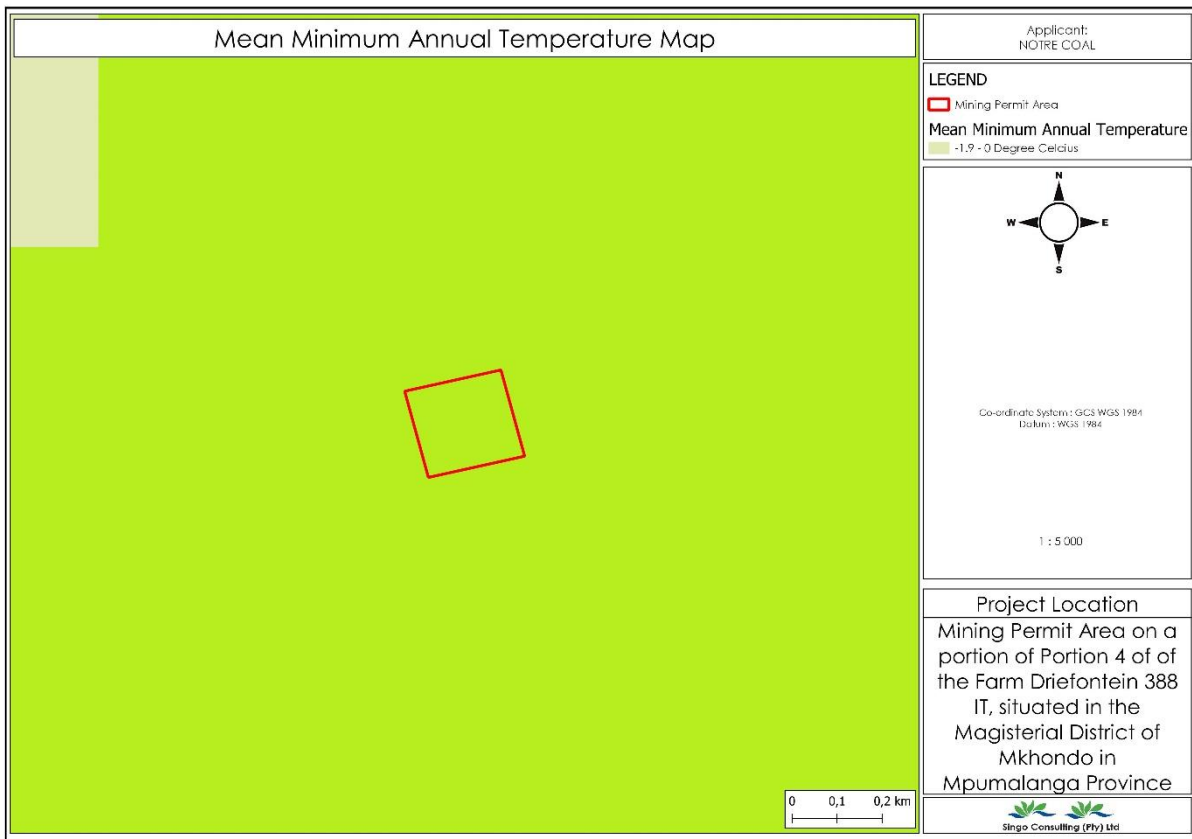 Mean Minimum Annual Temperature Map
Applicant:
NOTRE COAL
LEGEND
Mining Permit Area
Mean Minimum Annual Temperature
-1.9 - 0 Degree Celcius
N
W E
S
Co-ordinate System : GCS WGS 1984
Datum : WGS 1984
1 : 5 000
Project Location
Mining Permit Area on a
portion of Portion 4 of of
the Farm Driefontein 388
IT, situated in the
Magisterial District of
Mkhondo in
Mpumalanga Province
0 0,1 0,2 km
Singo Consulting (Pty) Ltd